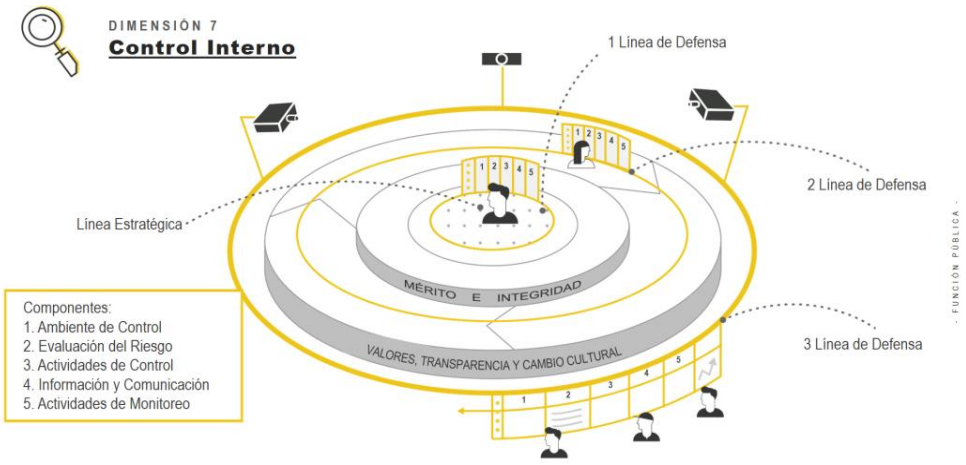 DIMENSIÓN 7
Control Interno
1 Línea de Defensa
1 2 3 4 5
1 2 3 4 5
2 Línea de Defensa
Línea Estratégica
- FUNCIÓN PÚBLICA -
MÉRITO E INTEGRIDAD
VALORES, TRANSPARENCIA Y CAMBIO CULTURAL
3 Línea de Defensa
Componentes:
1. Ambiente de Control
2. Evaluación del Riesgo
3. Actividades de Control
4. Información y Comunicación
5. Actividades de Monitoreo
1 2 3 4 5